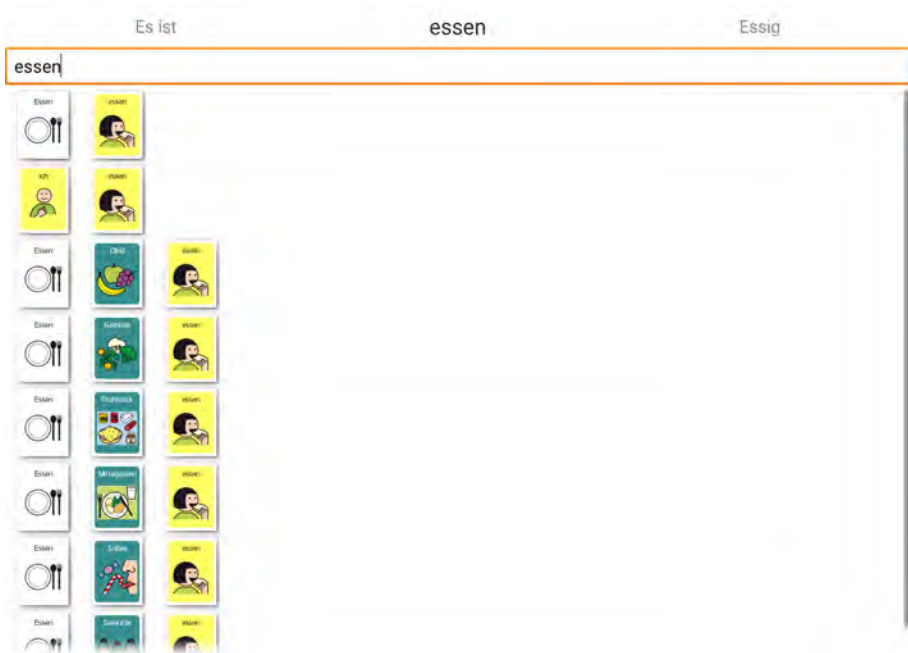 Es ist essen Essig
essen
Essen essen
ich essen
Essen Obst essen
Essen Gemüse essen
Essen Frühstück essen
Essen Mittagessen essen
Essen Süßes essen
Essen essen